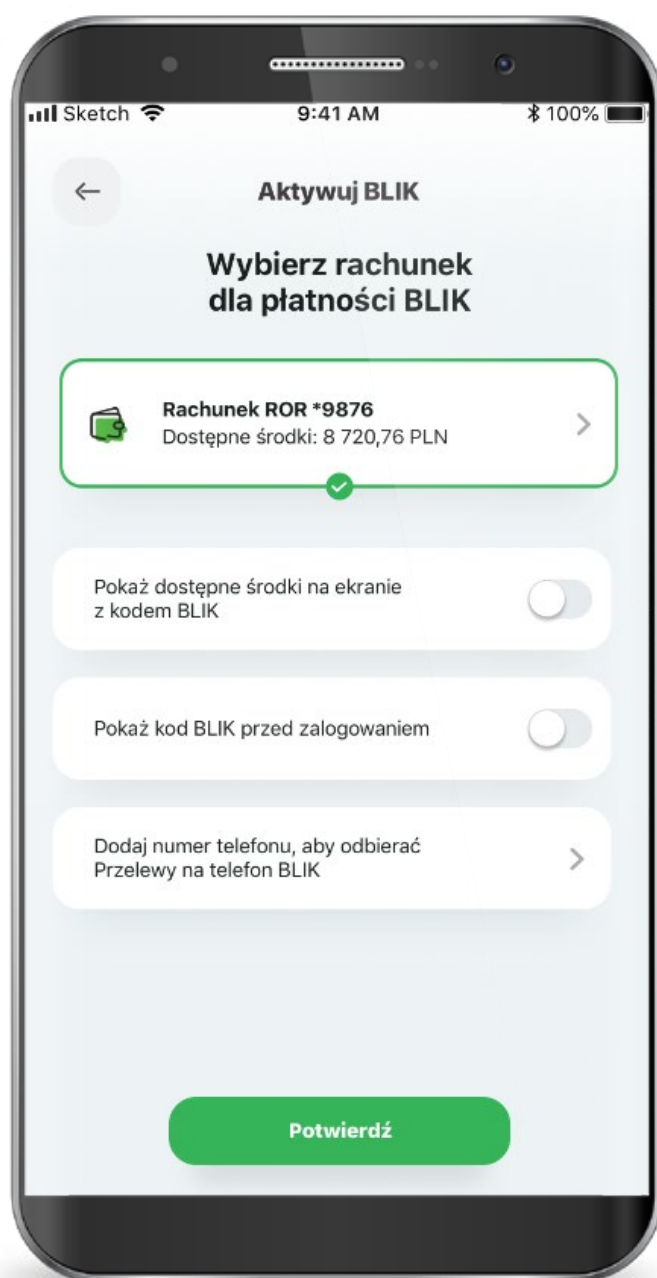 Sketch 9:41 AM 100%
Aktywuj BLIK
Wybierz rachunek
dla płatności BLIK
Rachunek ROR *9876
Dostępne środki: 8 720,76 PLN
Pokaż dostępne środki na ekranie
z kodem BLIK
Pokaż kod BLIK przed zalogowaniem
Dodaj numer telefonu, aby odbierać
Przelewy na telefon BLIK
Potwierdź